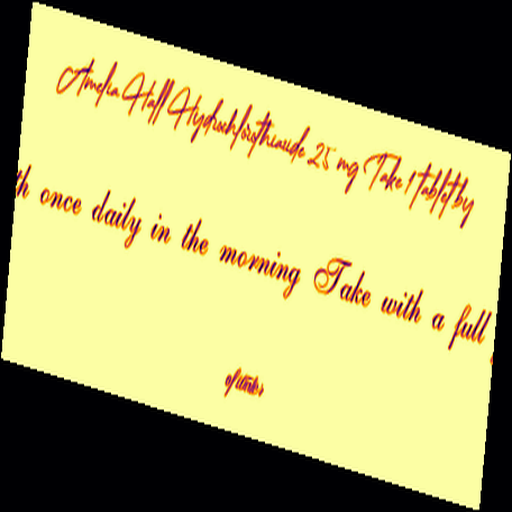 Amelia Hall Hydrochlorothiazide 25 mg Take 1 tablet by
once daily in the morning Take with a full
of water